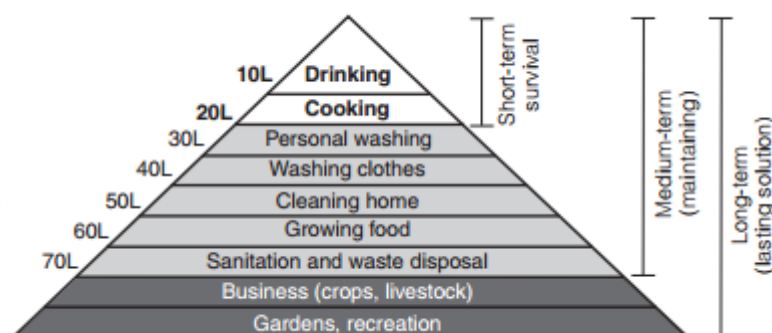 10L Drinking
20L Cooking
30L Personal washing
40L Washing clothes
50L Cleaning home
60L Growing food
70L Sanitation and waste disposal
Business (crops, livestock)
Gardens, recreation
Short-term
survival
Medium-term
(maintaining)
Long-term
(lasting solution)